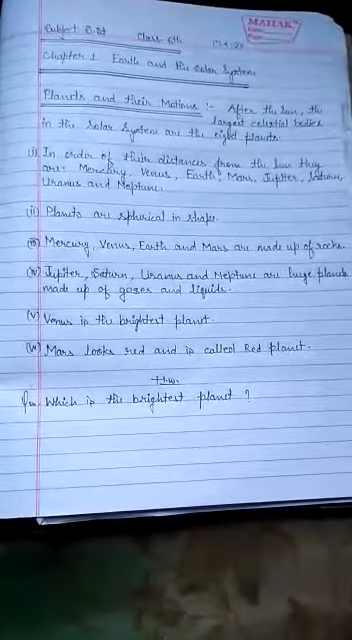 MAHAK
Subject S.St Class 6th
Chapter 1 Earth and the Solar System
Planets and their Motions :- After the Sun, the
largest celestial bodies
in the Solar System are the eight planets.
(i) In order of their distances from the Sun they
are: Mercury, Venus, Earth, Mars, Jupiter, Saturn,
Uranus and Neptune.
(ii) Planets are spherical in shape.
(iii) Mercury, Venus, Earth and Mars are made up of rocks.
(iv) Jupiter, Saturn, Uranus and Neptune are huge planets
made up of gases and liquids.
(v) Venus is the brightest planet.
(vi) Mars looks red and is called Red planet.
H.W.
Which is the brightest planet ?